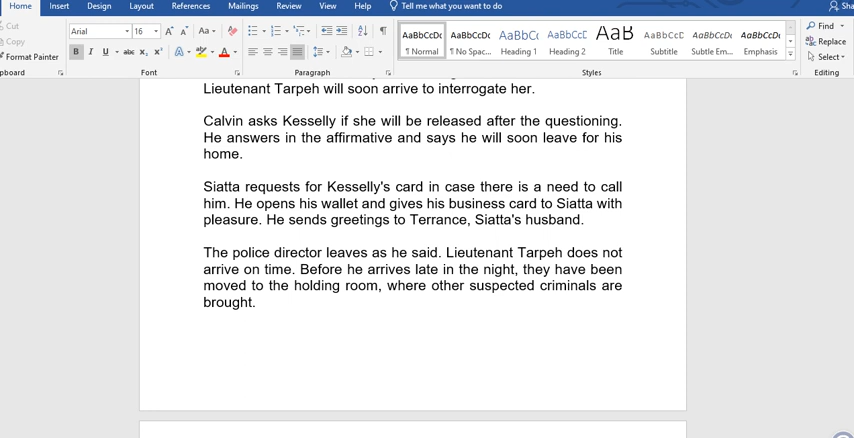 Home Insert Design Layout References Mailings Review View Help Tell me what you want to do
Cut
Arial 16 Aa
AaBbCcDc AaBbCcDc AaBbC AaBbCcC AaB AaBbCcC AaBbCcDt AaBbCcDt
Find
Copy
Replace
Format Painter
B I U abc x₂ x² A A
¶ Normal ¶ No Spac... Heading 1 Heading 2 Title Subtitle Subtle Em... Emphasis
Select
Font Paragraph Styles Editing
Lieutenant Tarpeh will soon arrive to interrogate her.
Calvin asks Kesselly if she will be released after the questioning.
He answers in the affirmative and says he will soon leave for his
home.
Siatta requests for Kesselly's card in case there is a need to call
him. He opens his wallet and gives his business card to Siatta with
pleasure. He sends greetings to Terrance, Siatta's husband.
The police director leaves as he said. Lieutenant Tarpeh does not
arrive on time. Before he arrives late in the night, they have been
moved to the holding room, where other suspected criminals are
brought.